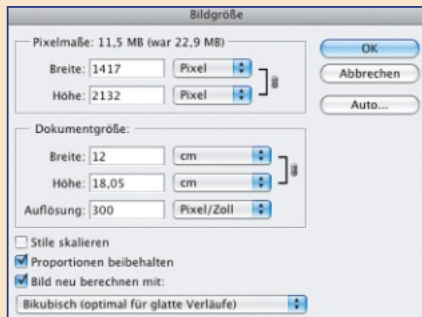 Bildgröße
Pixelmaße: 11,5 MB (war 22,9 MB)
OK
Breite: 1417 Pixel
Abbrechen
Höhe: 2132 Pixel
Auto...
Dokumentgröße:
Breite: 12 cm
Höhe: 18,05 cm
Auflösung: 300 Pixel/Zoll
Stile skalieren
Proportionen beibehalten
Bild neu berechnen mit:
Bikubisch (optimal für glatte Verläufe)